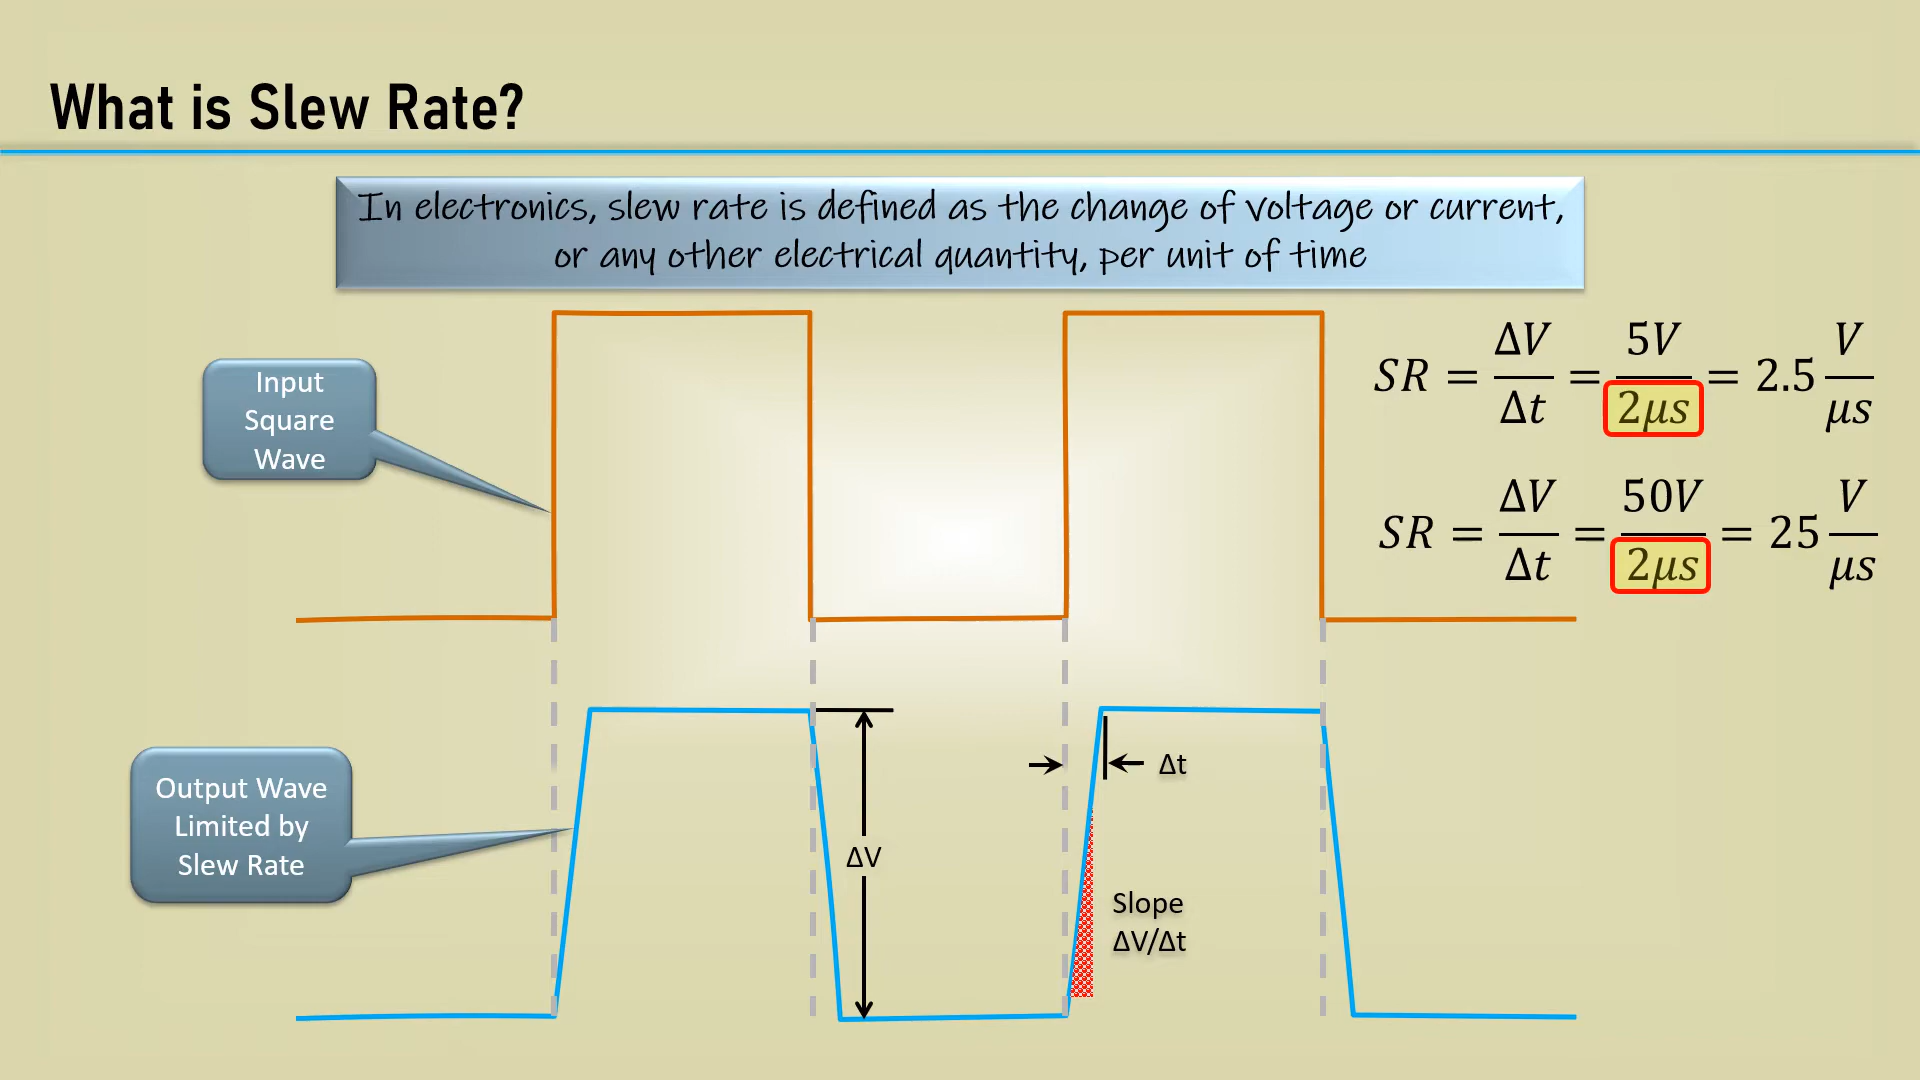 What is Slew Rate?
In electronics, slew rate is defined as the change of voltage or current,
or any other electrical quantity, per unit of time
Input
Square
Wave
SR = ΔV/Δt = 5V/2μs = 2.5 V/μs
SR = ΔV/Δt = 50V/2μs = 25 V/μs
Output Wave
Limited by
Slew Rate
ΔV
Δt
Slope
ΔV/Δt